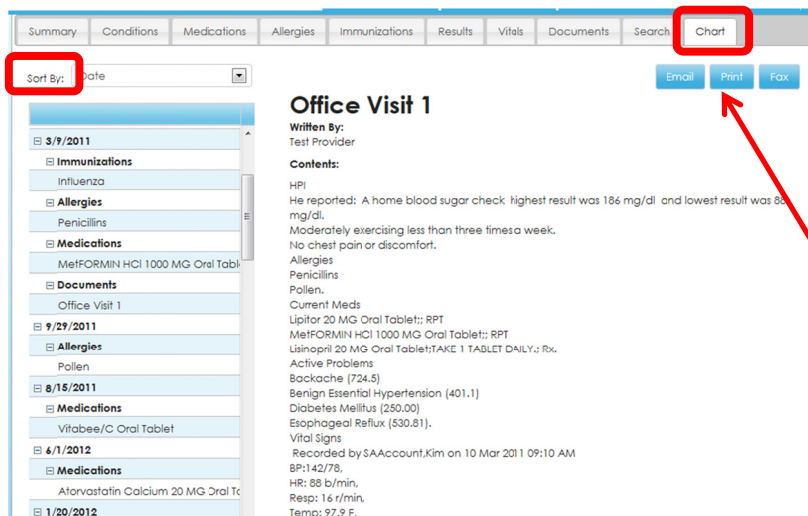 Summary Conditions Medications Allergies Immunizations Results Vitals Documents Search Chart
Sort By: Date
Email Print Fax
3/9/2011
Immunizations
Influenza
Allergies
Penicillins
Medications
MetFORMIN HCl 1000 MG Oral Tabl
Documents
Office Visit 1
9/29/2011
Allergies
Pollen
8/15/2011
Medications
Vitabee/C Oral Tablet
6/1/2012
Medications
Atorvastatin Calcium 20 MG Oral Ta
1/20/2012
Office Visit 1
Written By:
Test Provider
Contents:
HPI
He reported: A home blood sugar check highest result was 186 mg/dl and lowest result was 88
mg/dl.
Moderately exercising less than three timesa week.
No chest pain or discomfort.
Allergies
Penicillins
Pollen.
Current Meds
Lipitor 20 MG Oral Tablet;; RPT
MetFORMIN HCl 1000 MG Oral Tablet;; RPT
Lisinopril 20 MG Oral Tablet;TAKE 1 TABLET DAILY.; Rx.
Active Problems
Backache (724.5)
Benign Essential Hypertension (401.1)
Diabetes Mellitus (250.00)
Esophageal Reflux (530.81).
Vital Signs
Recorded by SAAccount,Kim on 10 Mar 2011 09:10 AM
BP:142/78,
HR: 88 b/min,
Resp: 16 r/min,
Temp: 97.9 F,